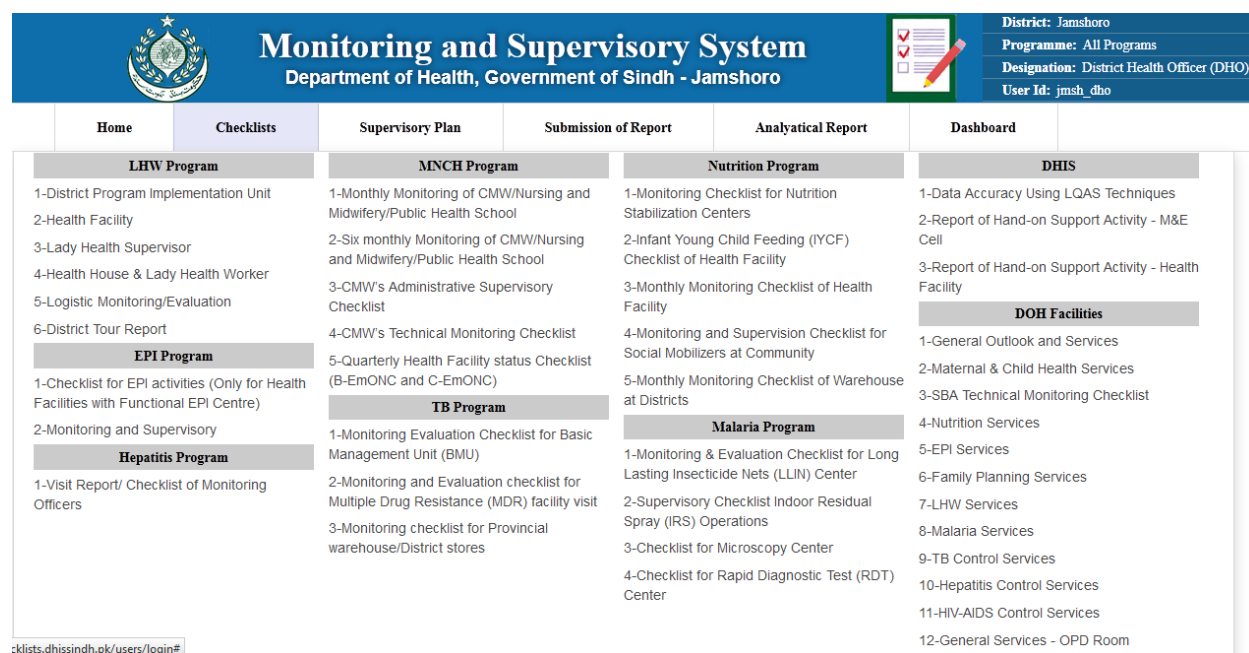 Monitoring and Supervisory System
Department of Health, Government of Sindh - Jamshoro
District: Jamshoro
Programme: All Programs
Designation: District Health Officer (DHO)
User Id: jmsh_dho
Home
Checklists
Supervisory Plan
Submission of Report
Analyatical Report
Dashboard
LHW Program
1-District Program Implementation Unit
2-Health Facility
3-Lady Health Supervisor
4-Health House & Lady Health Worker
5-Logistic Monitoring/Evaluation
6-District Tour Report
EPI Program
1-Checklist for EPI activities (Only for Health
Facilities with Functional EPI Centre)
2-Monitoring and Supervisory
Hepatitis Program
1-Visit Report/ Checklist of Monitoring
Officers
MNCH Program
1-Monthly Monitoring of CMW/Nursing and
Midwifery/Public Health School
2-Six monthly Monitoring of CMW/Nursing
and Midwifery/Public Health School
3-CMW's Administrative Supervisory
Checklist
4-CMW's Technical Monitoring Checklist
5-Quarterly Health Facility status Checklist
(B-EmONC and C-EmONC)
TB Program
1-Monitoring Evaluation Checklist for Basic
Management Unit (BMU)
2-Monitoring and Evaluation checklist for
Multiple Drug Resistance (MDR) facility visit
3-Monitoring checklist for Provincial
warehouse/District stores
Nutrition Program
1-Monitoring Checklist for Nutrition
Stabilization Centers
2-Infant Young Child Feeding (IYCF)
Checklist of Health Facility
3-Monthly Monitoring Checklist of Health
Facility
4-Monitoring and Supervision Checklist for
Social Mobilizers at Community
5-Monthly Monitoring Checklist of Warehouse
at Districts
Malaria Program
1-Monitoring & Evaluation Checklist for Long
Lasting Insecticide Nets (LLIN) Center
2-Supervisory Checklist Indoor Residual
Spray (IRS) Operations
3-Checklist for Microscopy Center
4-Checklist for Rapid Diagnostic Test (RDT)
Center
DHIS
1-Data Accuracy Using LQAS Techniques
2-Report of Hand-on Support Activity - M&E
Cell
3-Report of Hand-on Support Activity - Health
Facility
DOH Facilities
1-General Outlook and Services
2-Maternal & Child Health Services
3-SBA Technical Monitoring Checklist
4-Nutrition Services
5-EPI Services
6-Family Planning Services
7-LHW Services
8-Malaria Services
9-TB Control Services
10-Hepatitis Control Services
11-HIV-AIDS Control Services
12-General Services - OPD Room
cklists.dhissindh.pk/users/login#